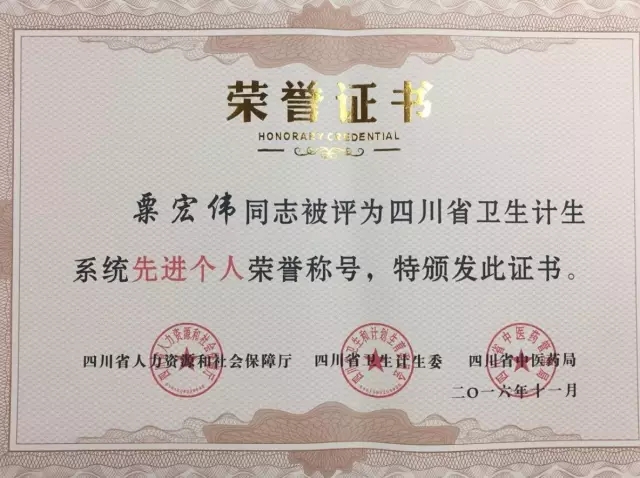 荣誉证书
HONORARY CREDENTIAL
粟宏伟同志被评为四川省卫生计生
系统先进个人荣誉称号，特颁发此证书。
四川省人力资源和社会保障厅 四川省卫生计生委 四川省中医药局
二〇一六年十一月